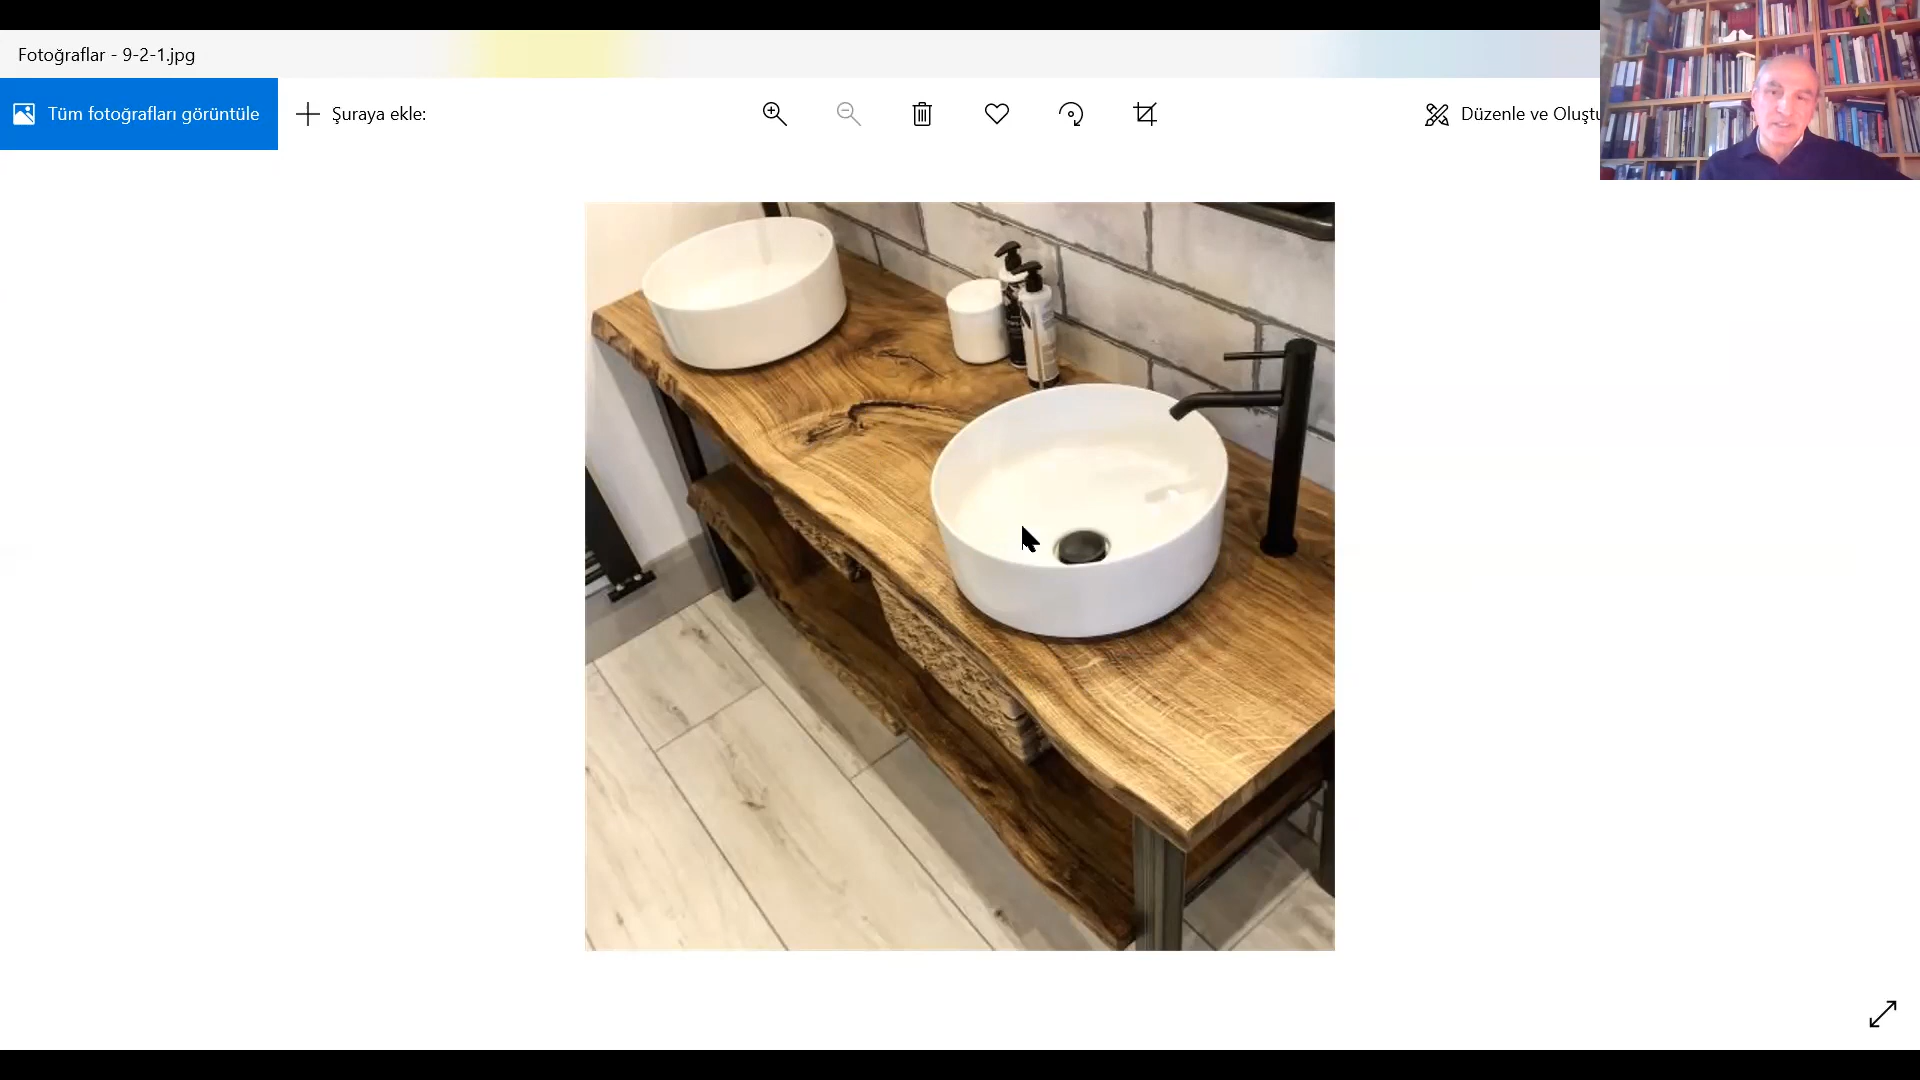 Fotoğraflar - 9-2-1.jpg
Tüm fotoğrafları görüntüle
Şuraya ekle:
Düzenle ve Oluştu